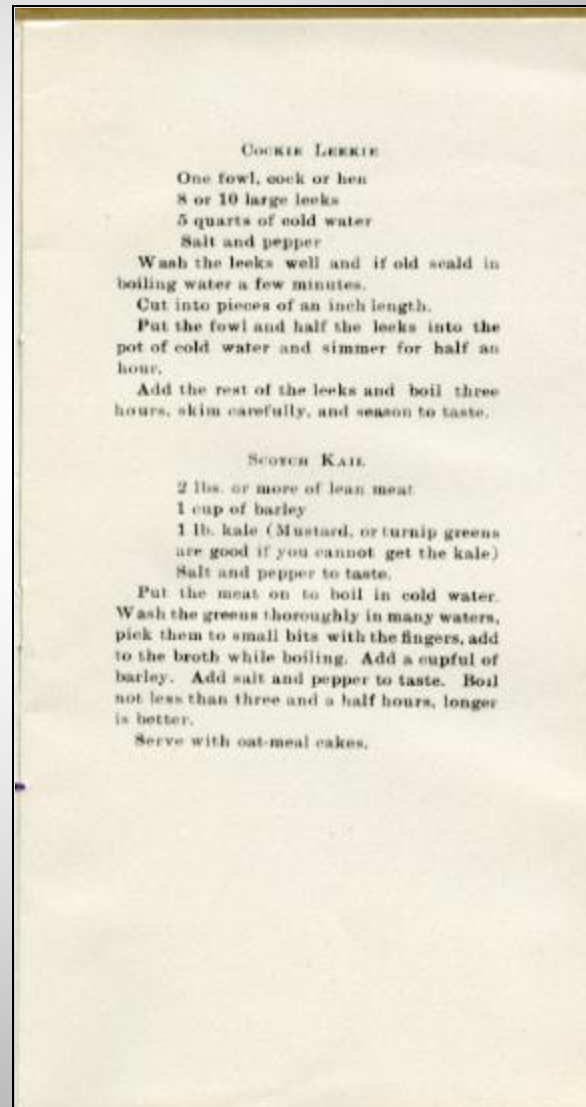 COCKIE LEEKIE
One fowl, cock or hen
8 or 10 large leeks
5 quarts of cold water
Salt and pepper
Wash the leeks well and if old scald in
boiling water a few minutes.
Cut into pieces of an inch length.
Put the fowl and half the leeks into the
pot of cold water and simmer for half an
hour.
Add the rest of the leeks and boil three
hours, skim carefully, and season to taste.
SCOTCH KAIL
2 lbs. or more of lean meat
1 cup of barley
1 lb. kale (Mustard, or turnip greens
are good if you cannot get the kale)
Salt and pepper to taste.
Put the meat on to boil in cold water.
Wash the greens thoroughly in many waters,
pick them to small bits with the fingers, add
to the broth while boiling. Add a cupful of
barley. Add salt and pepper to taste. Boil
not less than three and a half hours, longer
is better.
Serve with oat-meal cakes.